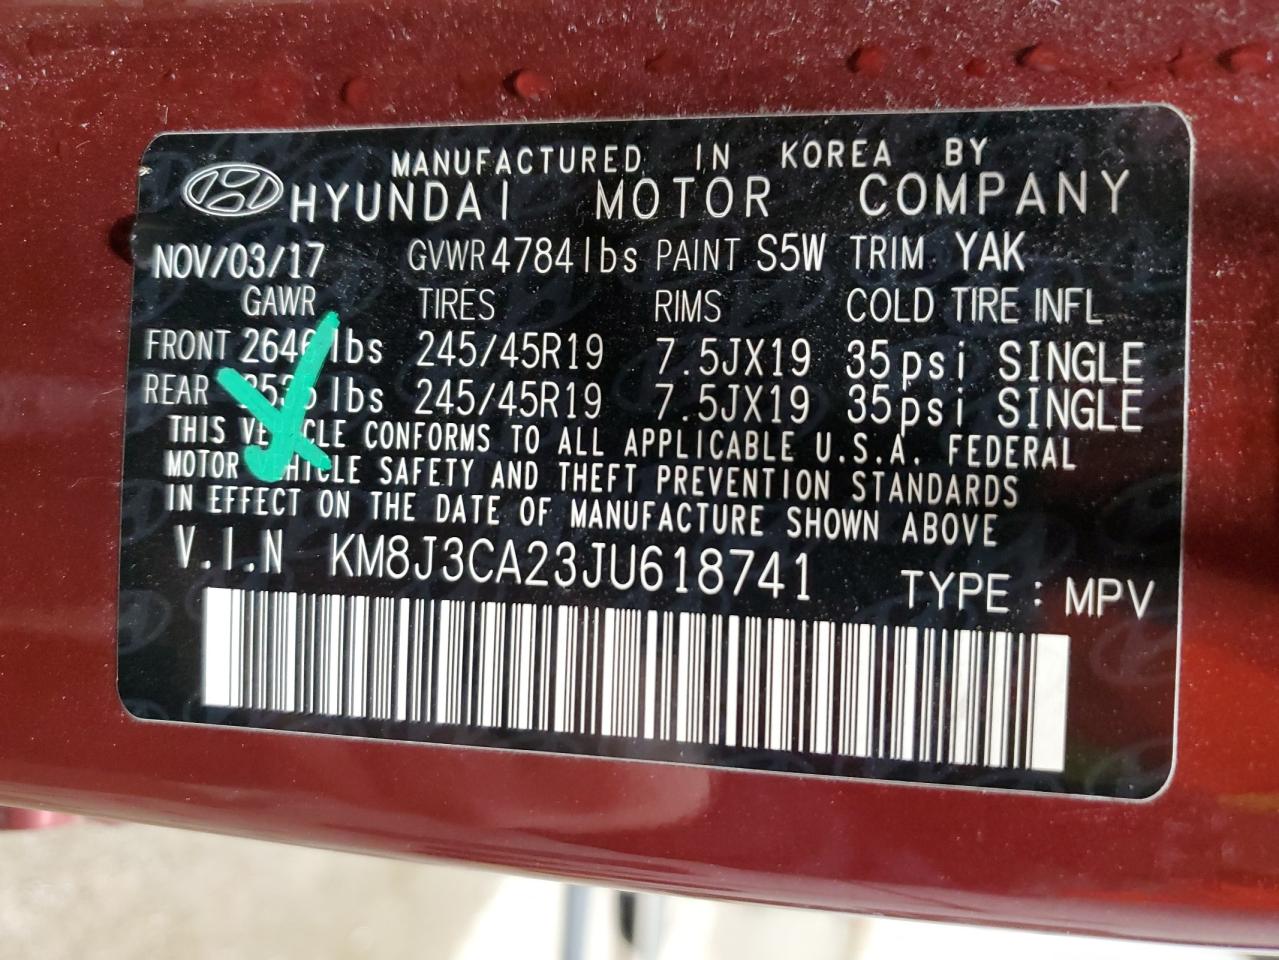 MANUFACTURED IN KOREA BY
HYUNDAI MOTOR COMPANY
NOV/03/17 GVWR 4784lbs PAINT S5W TRIM YAK
GAWR TIRES RIMS COLD TIRE INFL
FRONT lbs 245/45R19 7.5JX19 35psi SINGLE
REAR lbs 245/45R19 7.5JX19 35psi SINGLE
THIS VEHICLE CONFORMS TO ALL APPLICABLE U.S.A. FEDERAL
MOTOR VEHICLE SAFETY AND THEFT PREVENTION STANDARDS
IN EFFECT ON THE DATE OF MANUFACTURE SHOWN ABOVE
V.I.N KM8J3CA23JU618741 TYPE : MPV